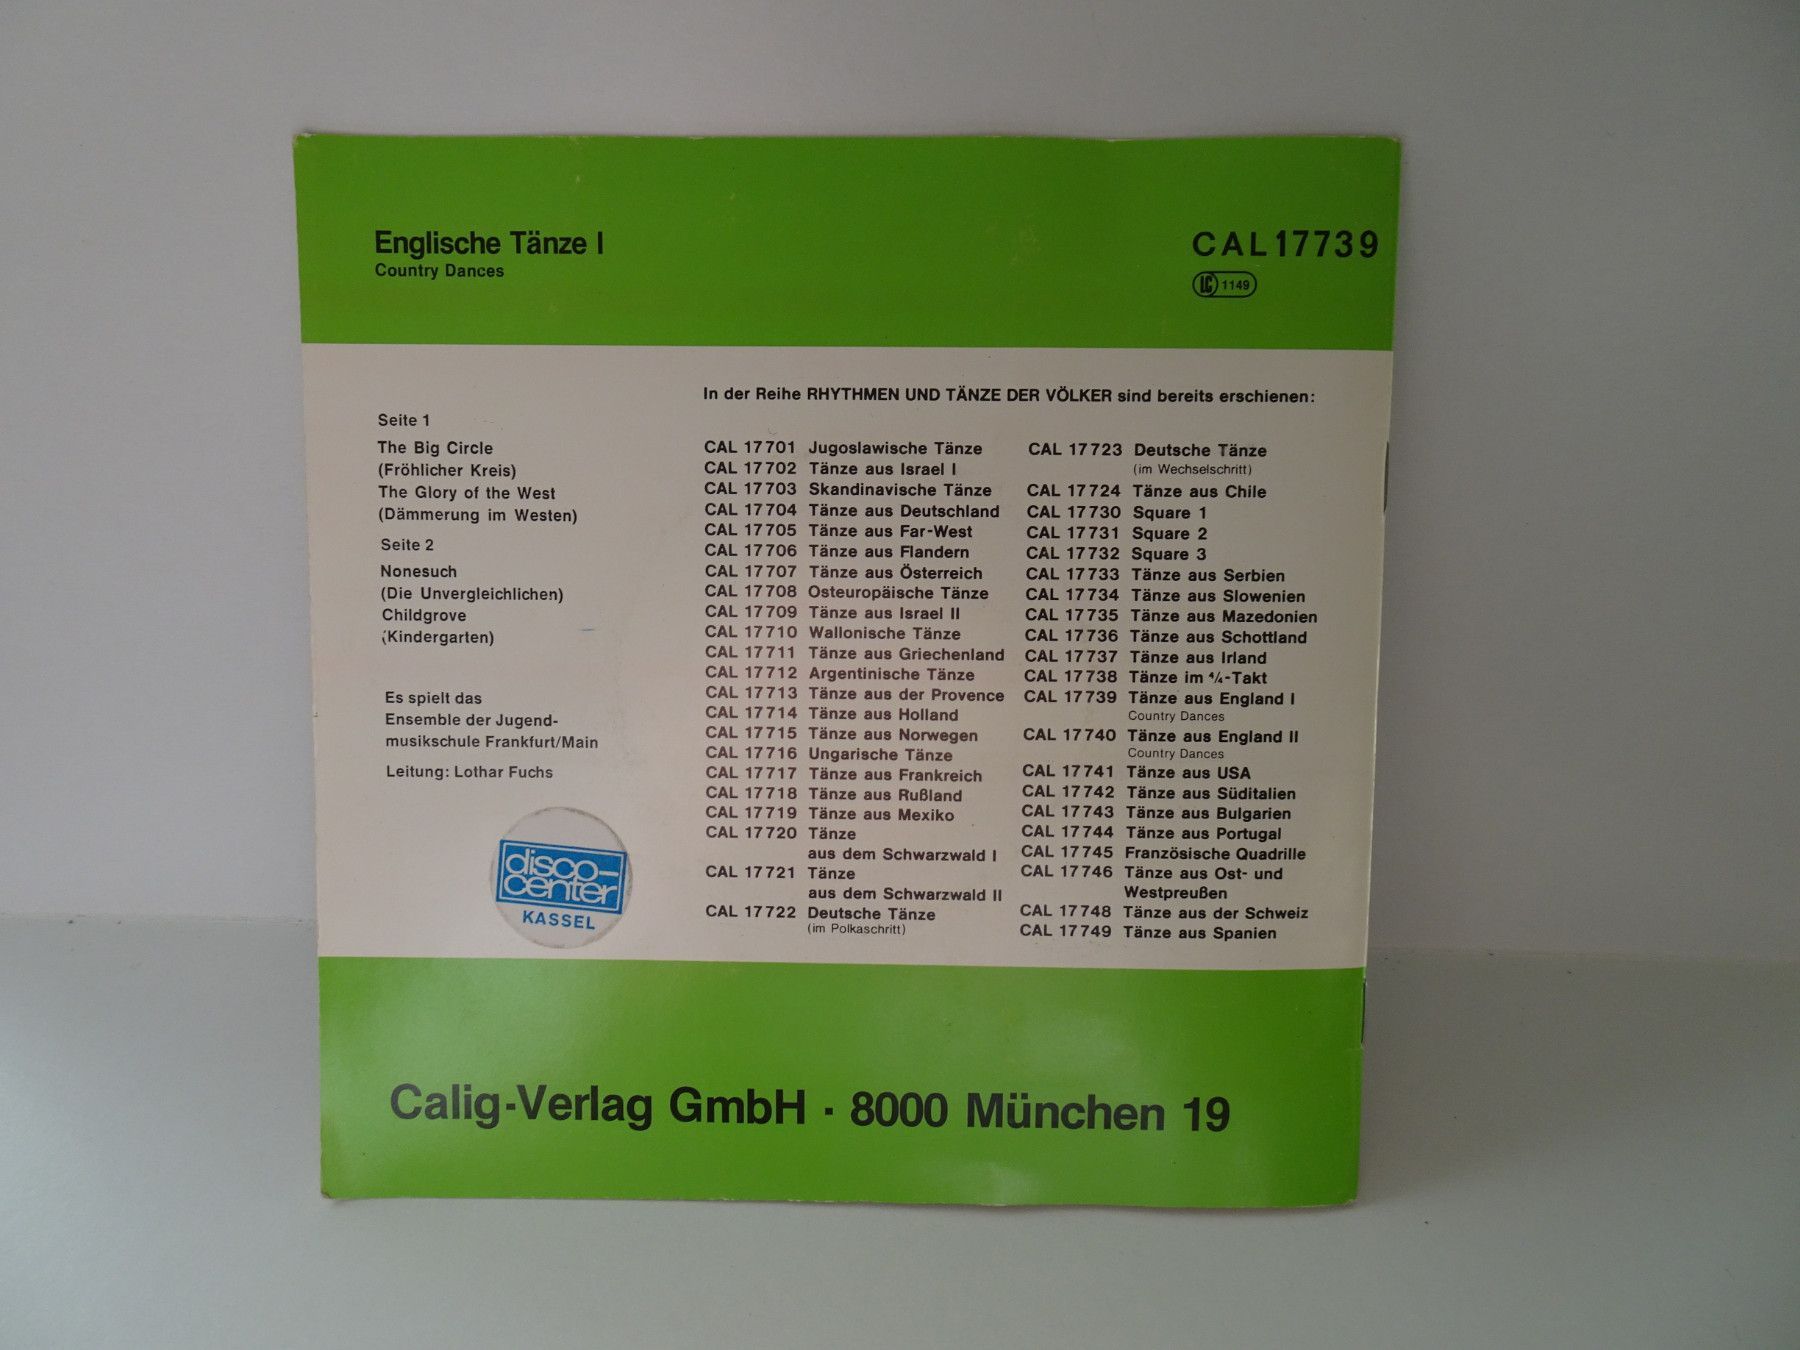 Englische Tänze I
Country Dances
CAL 17739
LC 1149
Seite 1
The Big Circle
(Fröhlicher Kreis)
The Glory of the West
(Dämmerung im Westen)
Seite 2
Nonesuch
(Die Unvergleichlichen)
Childgrove
(Kindergarten)
Es spielt das
Ensemble der Jugend-
musikschule Frankfurt/Main
Leitung: Lothar Fuchs
disco-
center
KASSEL
In der Reihe RHYTHMEN UND TÄNZE DER VÖLKER sind bereits erschienen:
CAL 17701 Jugoslawische Tänze
CAL 17702 Tänze aus Israel I
CAL 17703 Skandinavische Tänze
CAL 17704 Tänze aus Deutschland
CAL 17705 Tänze aus Far-West
CAL 17706 Tänze aus Flandern
CAL 17707 Tänze aus Österreich
CAL 17708 Osteuropäische Tänze
CAL 17709 Tänze aus Israel II
CAL 17710 Wallonische Tänze
CAL 17711 Tänze aus Griechenland
CAL 17712 Argentinische Tänze
CAL 17713 Tänze aus der Provence
CAL 17714 Tänze aus Holland
CAL 17715 Tänze aus Norwegen
CAL 17716 Ungarische Tänze
CAL 17717 Tänze aus Frankreich
CAL 17718 Tänze aus Rußland
CAL 17719 Tänze aus Mexiko
CAL 17720 Tänze
aus dem Schwarzwald I
CAL 17721 Tänze
aus dem Schwarzwald II
CAL 17722 Deutsche Tänze
(im Polkaschritt)
CAL 17723 Deutsche Tänze
(im Wechselschritt)
CAL 17724 Tänze aus Chile
CAL 17730 Square 1
CAL 17731 Square 2
CAL 17732 Square 3
CAL 17733 Tänze aus Serbien
CAL 17734 Tänze aus Slowenien
CAL 17735 Tänze aus Mazedonien
CAL 17736 Tänze aus Schottland
CAL 17737 Tänze aus Irland
CAL 17738 Tänze im 4/4-Takt
CAL 17739 Tänze aus England I
Country Dances
CAL 17740 Tänze aus England II
Country Dances
CAL 17741 Tänze aus USA
CAL 17742 Tänze aus Süditalien
CAL 17743 Tänze aus Bulgarien
CAL 17744 Tänze aus Portugal
CAL 17745 Französische Quadrille
CAL 17746 Tänze aus Ost- und
Westpreußen
CAL 17748 Tänze aus der Schweiz
CAL 17749 Tänze aus Spanien
Calig-Verlag GmbH · 8000 München 19